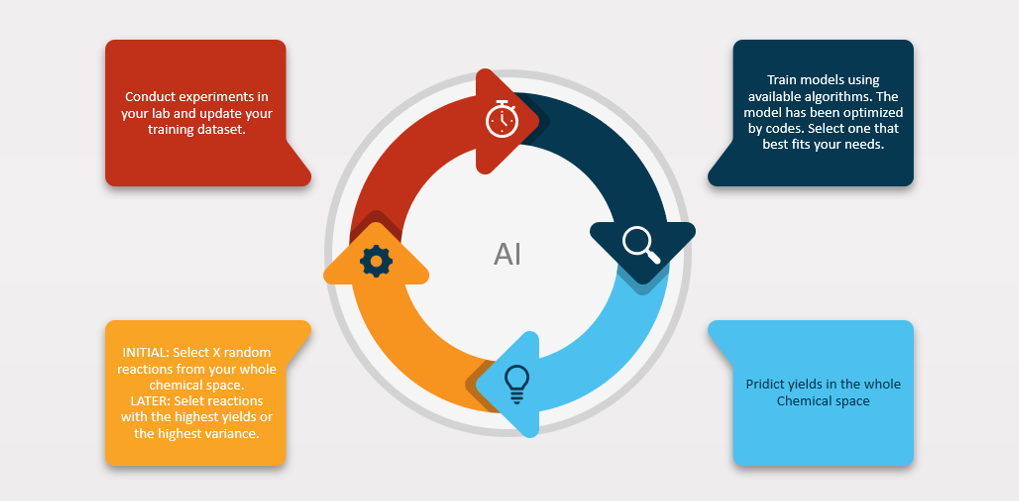 Conduct experiments in
your lab and update your
training dataset.
Train models using
available algorithms. The
model has been optimized
by codes. Select one that
best fits your needs.
AI
INITIAL: Select X random
reactions from your whole
chemical space.
LATER: Selet reactions
with the highest yields or
the highest variance.
Pridict yields in the whole
Chemical space